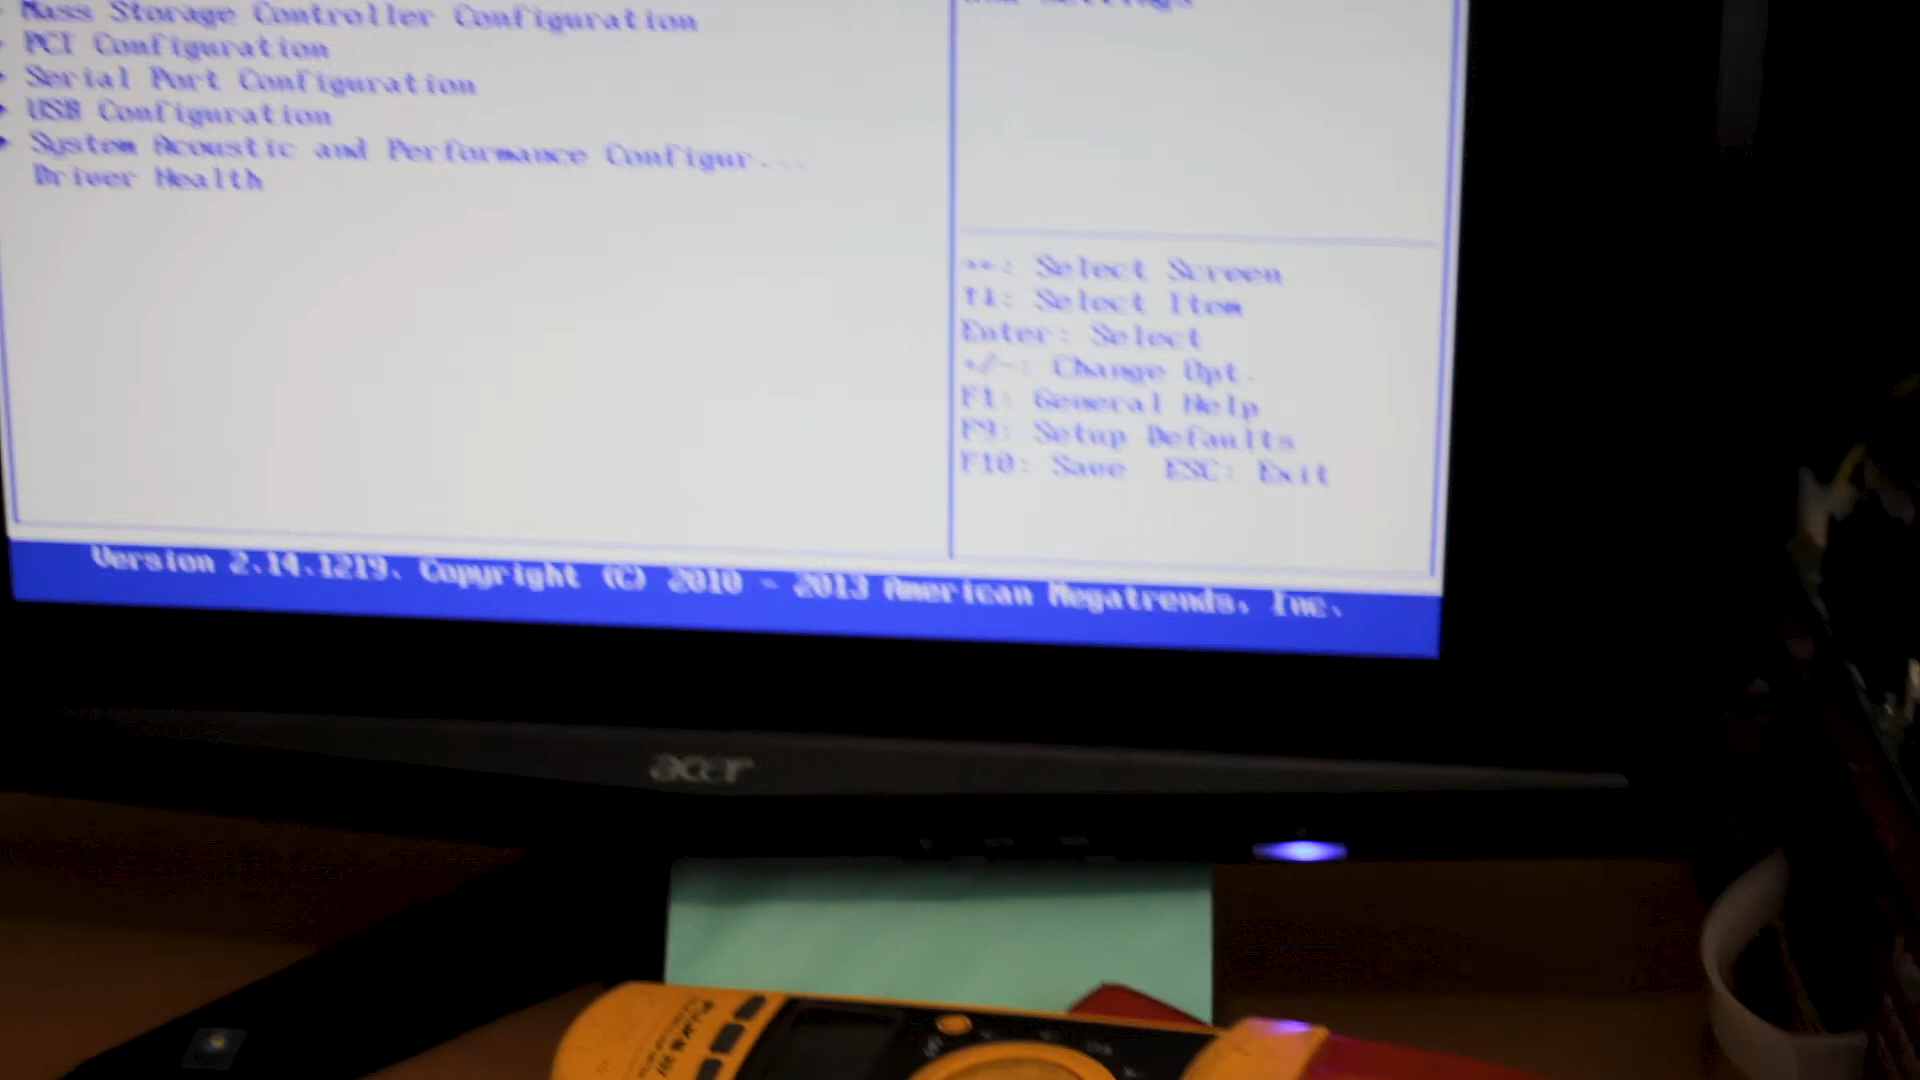 Mass Storage Controller Configuration
PCI Configuration
Serial Port Configuration
USB Configuration
System Acoustic and Performance Configur...
Driver Health
Settings
: Select Screen
↑↓: Select Item
Enter: Select
+/-: Change Opt.
F1: General Help
F9: Setup Defaults
F10: Save ESC: Exit
Version 2.14.1219. Copyright (C) 2010 - 2013 American Megatrends, Inc.
acer